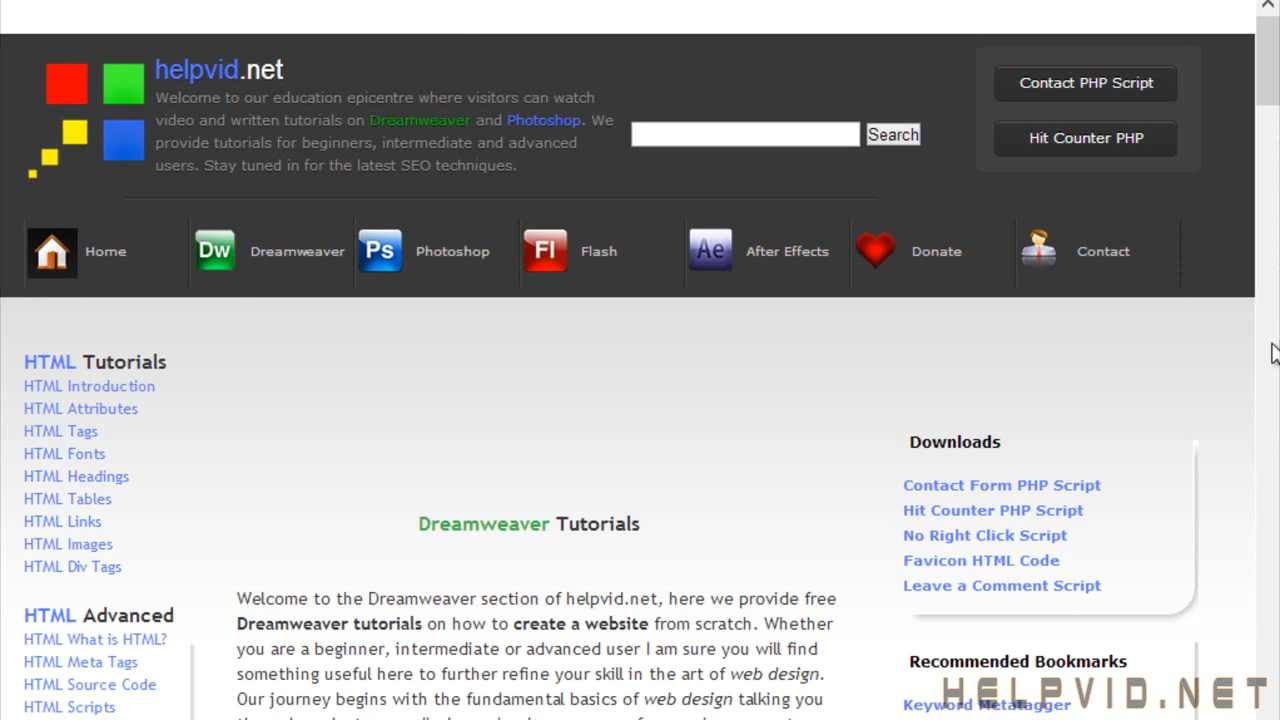 helpvid.net
Welcome to our education epicentre where visitors can watch
video and written tutorials on Dreamweaver and Photoshop. We
provide tutorials for beginners, intermediate and advanced
users. Stay tuned in for the latest SEO techniques.
Search
Contact PHP Script
Hit Counter PHP
Home
Dw Dreamweaver
Ps Photoshop
Fl Flash
Ae After Effects
Donate
Contact
HTML Tutorials
HTML Introduction
HTML Attributes
HTML Tags
HTML Fonts
HTML Headings
HTML Tables
HTML Links
HTML Images
HTML Div Tags
HTML Advanced
HTML What is HTML?
HTML Meta Tags
HTML Source Code
HTML Scripts
Dreamweaver Tutorials
Welcome to the Dreamweaver section of helpvid.net, here we provide free
Dreamweaver tutorials on how to create a website from scratch. Whether
you are a beginner, intermediate or advanced user I am sure you will find
something useful here to further refine your skill in the art of web design.
Our journey begins with the fundamental basics of web design talking you
Downloads
Contact Form PHP Script
Hit Counter PHP Script
No Right Click Script
Favicon HTML Code
Leave a Comment Script
Recommended Bookmarks
Keyword Metatagger
HELPVID.NET